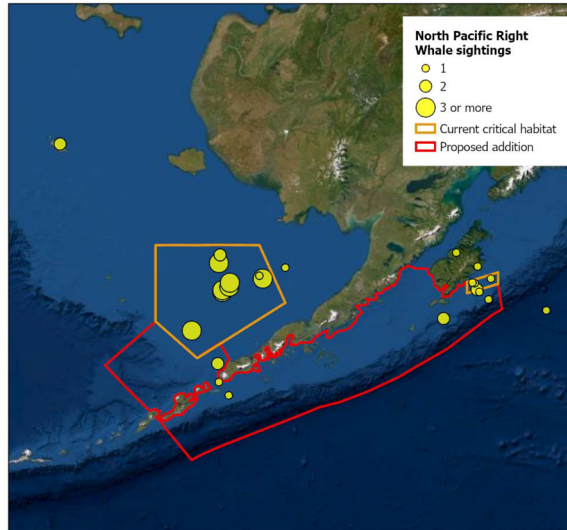 North Pacific Right
Whale sightings
1
2
3 or more
Current critical habitat
Proposed addition